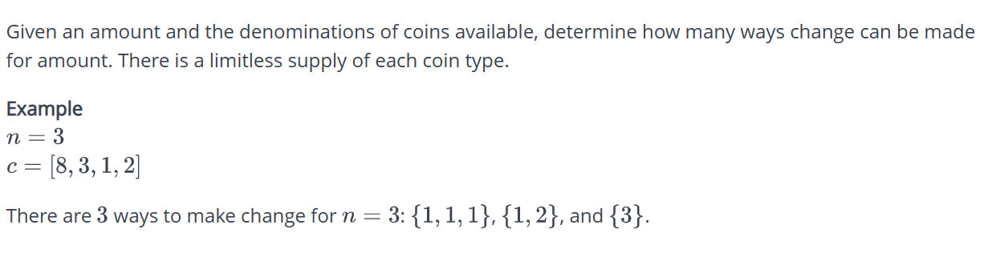 Given an amount and the denominations of coins available, determine how many ways change can be made
for amount. There is a limitless supply of each coin type.
Example
n = 3
c = [8, 3, 1, 2]
There are 3 ways to make change for n = 3: {1, 1, 1}, {1, 2}, and {3}.